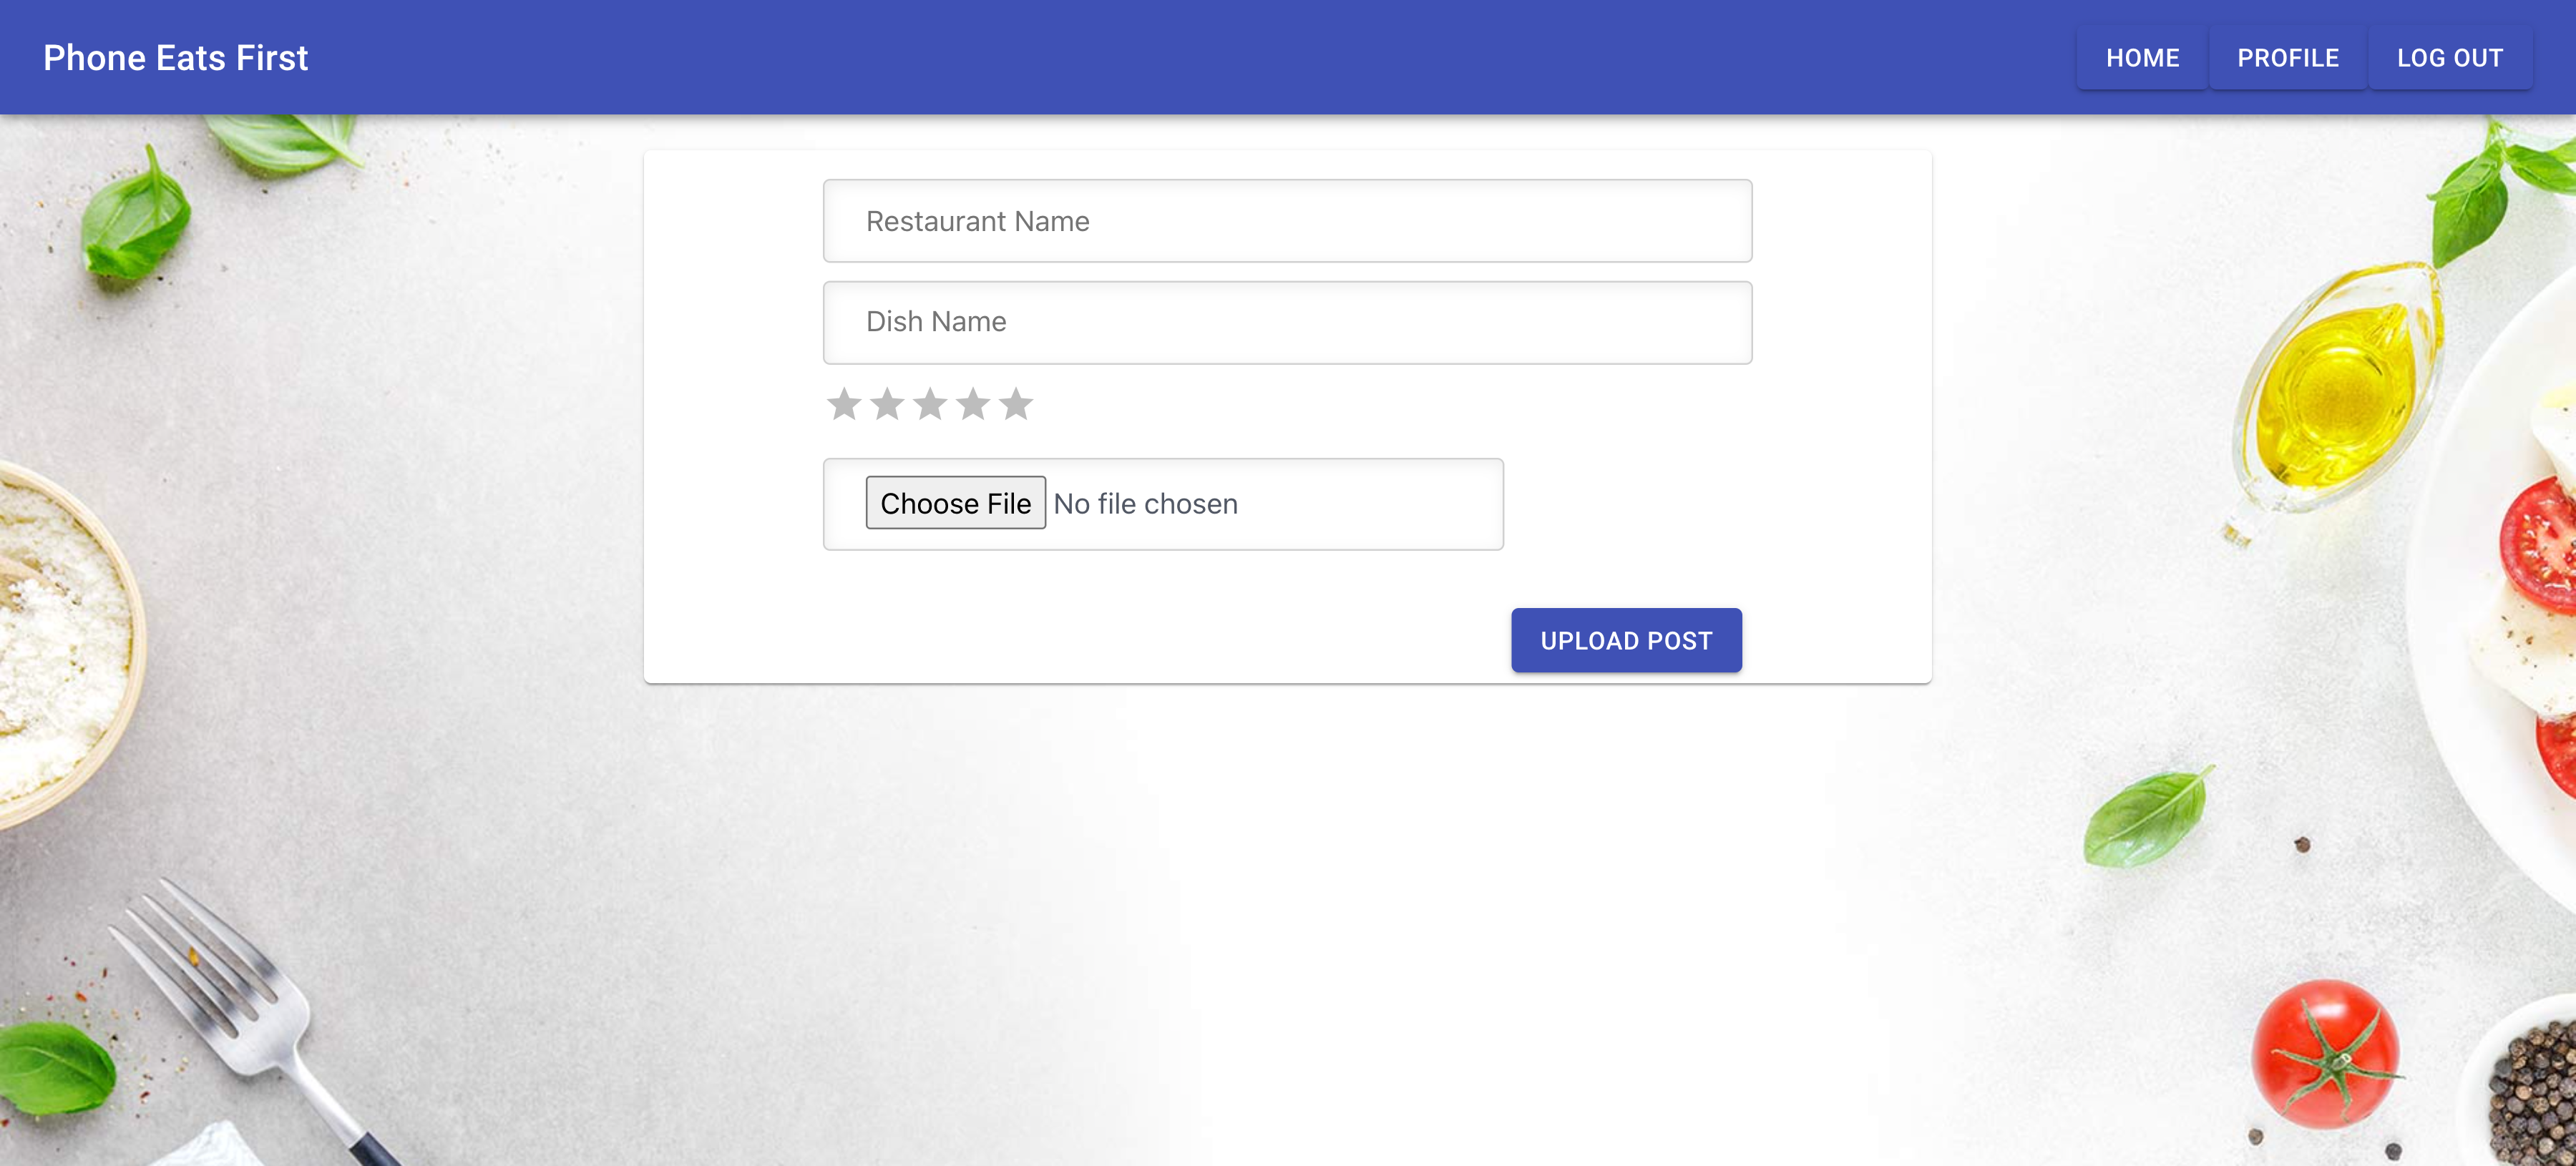 Phone Eats First
HOME PROFILE LOG OUT
Restaurant Name
Dish Name
Choose File No file chosen
UPLOAD POST